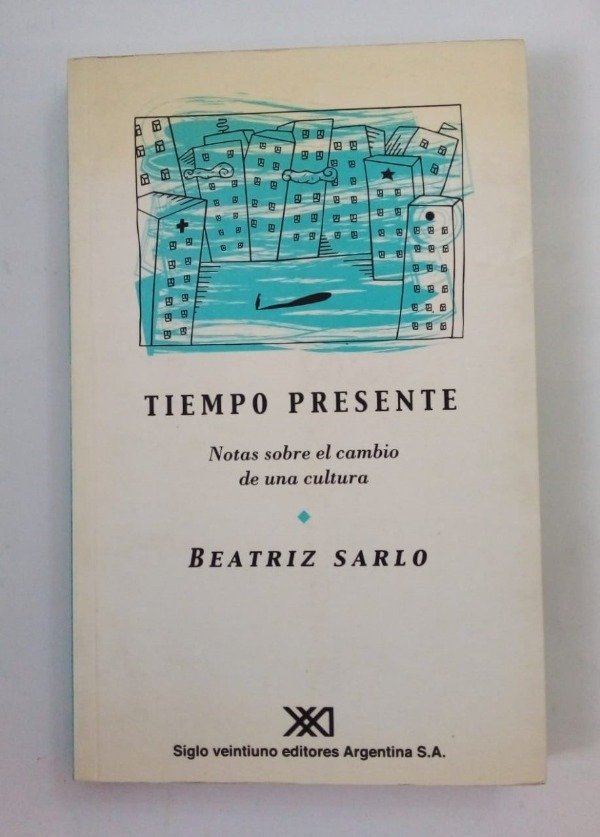 TIEMPO PRESENTE
Notas sobre el cambio
de una cultura
BEATRIZ SARLO
Siglo veintiuno editores Argentina S.A.